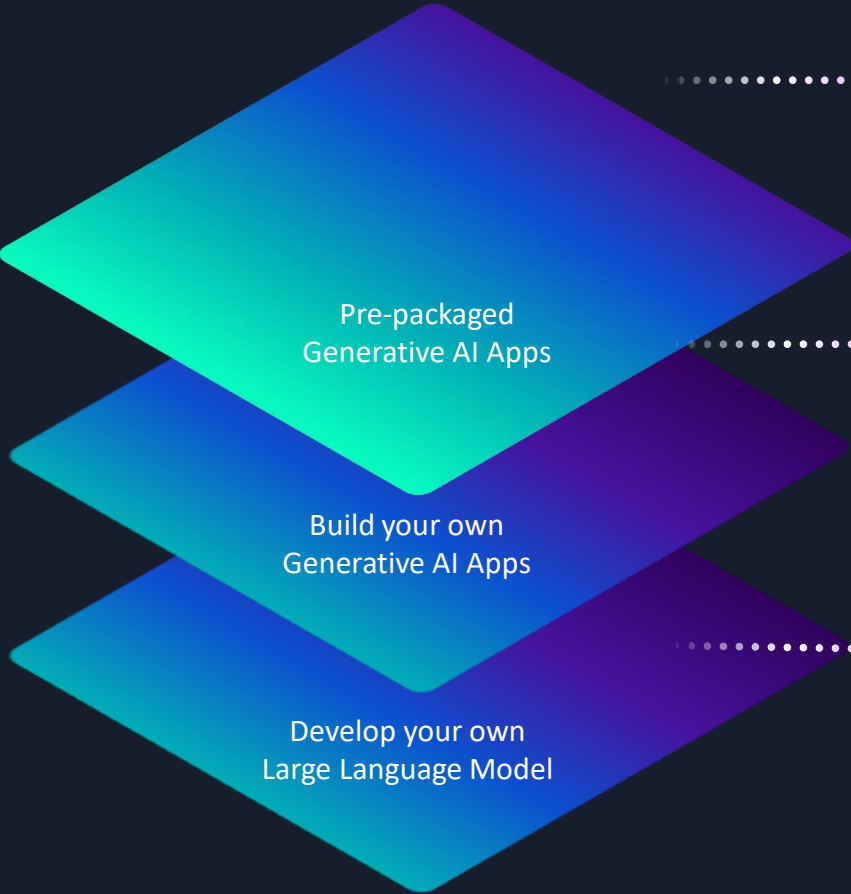 Pre-packaged
Generative AI Apps
Build your own
Generative AI Apps
Develop your own
Large Language Model